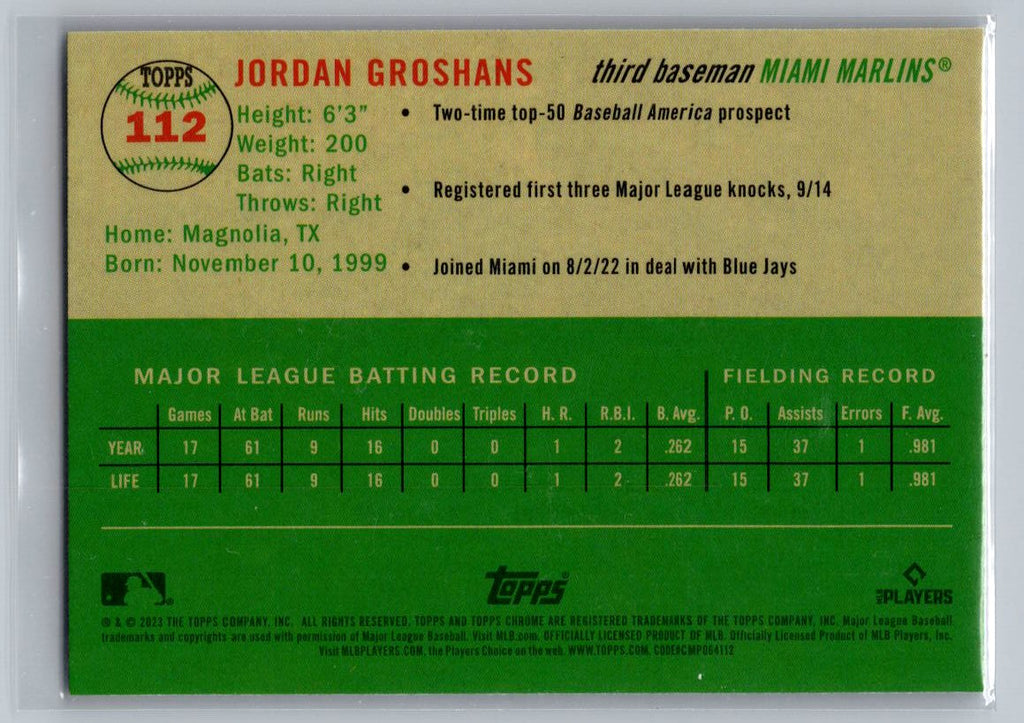 TOPPS
112
JORDAN GROSHANS
third baseman MIAMI MARLINS®
Height: 6'3"
Weight: 200
Bats: Right
Throws: Right
Home: Magnolia, TX
Born: November 10, 1999
• Two-time top-50 Baseball America prospect
• Registered first three Major League knocks, 9/14
• Joined Miami on 8/2/22 in deal with Blue Jays
MAJOR LEAGUE BATTING RECORD FIELDING RECORD
Games At Bat Runs Hits Doubles Triples H. R. R.B.I. B. Avg. P. O. Assists Errors F. Avg.
YEAR 17 61 9 16 0 0 1 2 .262 15 37 1 .981
LIFE 17 61 9 16 0 0 1 2 .262 15 37 1 .981
topps®
MLB PLAYERS
® & © 2023 THE TOPPS COMPANY, INC. ALL RIGHTS RESERVED. TOPPS AND TOPPS CHROME ARE REGISTERED TRADEMARKS OF THE TOPPS COMPANY, INC. Major League Baseball
trademarks and copyrights are used with permission of Major League Baseball. Visit MLB.com. OFFICIALLY LICENSED PRODUCT OF MLB. Officially Licensed Product of MLB Players, Inc.
Visit MLBPLAYERS.COM, the Players Choice on the web. WWW.TOPPS.COM. CODE#CMP064112